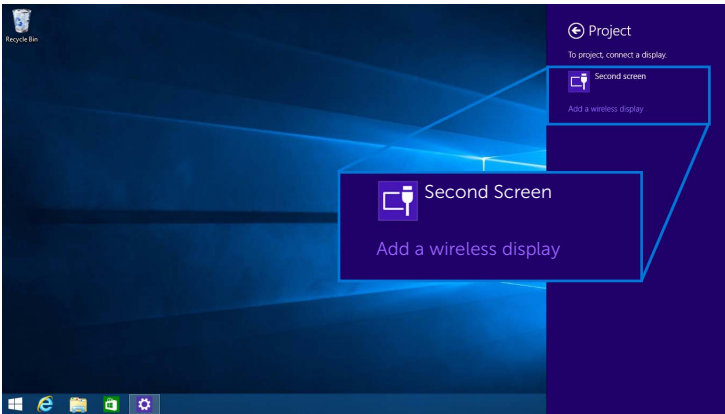 Recycle Bin
Project
To project, connect a display.
Second screen
Add a wireless display
Second Screen
Add a wireless display